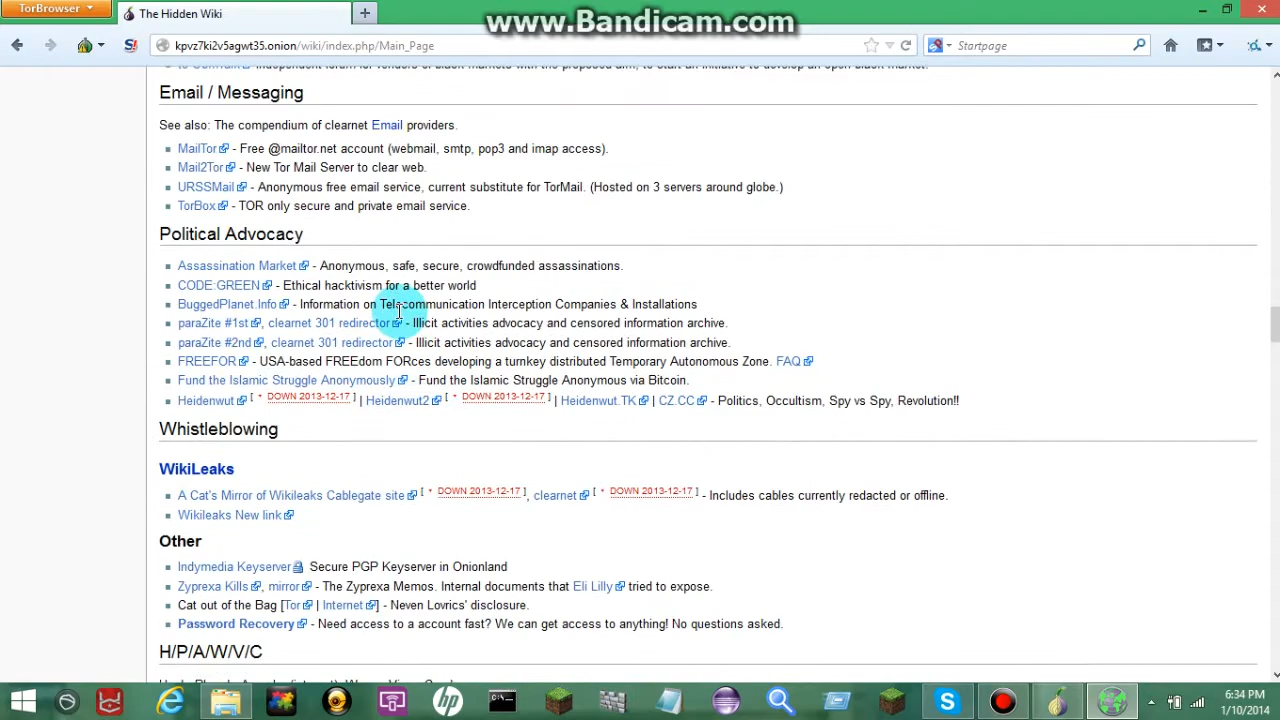 www.Bandicam.com
TorBrowser
The Hidden Wiki
kpvz7ki2v5agwt35.onion/wiki/index.php/Main_Page
Startpage
Email / Messaging
See also: The compendium of clearnet Email providers.
MailTor - Free @mailtor.net account (webmail, smtp, pop3 and imap access).
Mail2Tor - New Tor Mail Server to clear web.
URSSMail - Anonymous free email service, current substitute for TorMail. (Hosted on 3 servers around globe.)
TorBox - TOR only secure and private email service.
Political Advocacy
Assassination Market - Anonymous, safe, secure, crowdfunded assassinations.
CODE:GREEN - Ethical hacktivism for a better world
BuggedPlanet.Info - Information on Telecommunication Interception Companies & Installations
paraZite #1st, clearnet 301 redirector - Illicit activities advocacy and censored information archive.
paraZite #2nd, clearnet 301 redirector - Illicit activities advocacy and censored information archive.
FREEFOR - USA-based FREEdom FORces developing a turnkey distributed Temporary Autonomous Zone. FAQ
Fund the Islamic Struggle Anonymously - Fund the Islamic Struggle Anonymous via Bitcoin.
Heidenwut [ DOWN 2013-12-17 ] | Heidenwut2 [ DOWN 2013-12-17 ] | Heidenwut.TK | CZ.CC - Politics, Occultism, Spy vs Spy, Revolution!!
Whistleblowing
WikiLeaks
A Cat's Mirror of Wikileaks Cablegate site [ DOWN 2013-12-17 ], clearnet [ DOWN 2013-12-17 ] - Includes cables currently redacted or offline.
Wikileaks New link
Other
Indymedia Keyserver Secure PGP Keyserver in Onionland
Zyprexa Kills, mirror - The Zyprexa Memos. Internal documents that Eli Lilly tried to expose.
Cat out of the Bag [Tor | Internet] - Neven Lovrics' disclosure.
Password Recovery - Need access to a account fast? We can get access to anything! No questions asked.
H/P/A/W/V/C
6:34 PM
1/10/2014